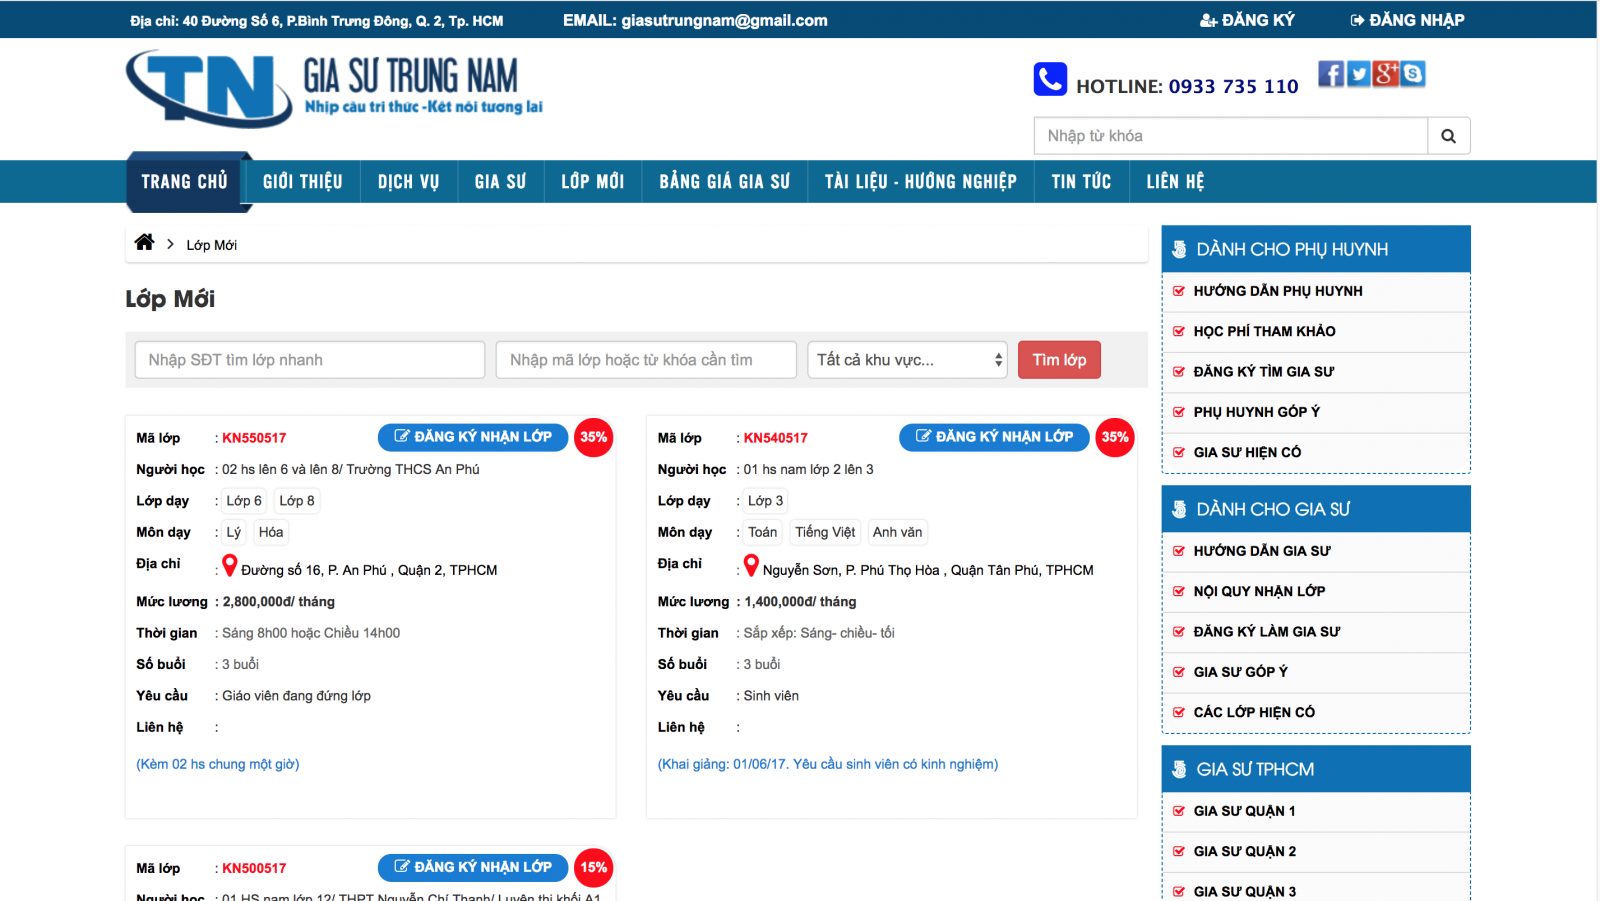 Địa chỉ: 40 Đường Số 6, P.Bình Trưng Đông, Q. 2, Tp. HCM
EMAIL: giasutrungnam@gmail.com
ĐĂNG KÝ
ĐĂNG NHẬP
TN
GIA SƯ TRUNG NAM
Nhịp cầu tri thức -Kết nối tương lai
HOTLINE: 0933 735 110
Nhập từ khóa
TRANG CHỦ
GIỚI THIỆU
DỊCH VỤ
GIA SƯ
LỚP MỚI
BẢNG GIÁ GIA SƯ
TÀI LIỆU - HƯỚNG NGHIỆP
TIN TỨC
LIÊN HỆ
Lớp Mới
Lớp Mới
Nhập SĐT tìm lớp nhanh
Nhập mã lớp hoặc từ khóa cần tìm
Tất cả khu vực...
Tìm lớp
Mã lớp : KN550517 ĐĂNG KÝ NHẬN LỚP 35%
Người học : 02 hs lên 6 và lên 8/ Trường THCS An Phú
Lớp dạy : Lớp 6 Lớp 8
Môn dạy : Lý Hóa
Địa chỉ : Đường số 16, P. An Phú , Quận 2, TPHCM
Mức lương : 2,800,000đ/ tháng
Thời gian : Sáng 8h00 hoặc Chiều 14h00
Số buổi : 3 buổi
Yêu cầu : Giáo viên đang đứng lớp
Liên hệ :
(Kèm 02 hs chung một giờ)
Mã lớp : KN540517 ĐĂNG KÝ NHẬN LỚP 35%
Người học : 01 hs nam lớp 2 lên 3
Lớp dạy : Lớp 3
Môn dạy : Toán Tiếng Việt Anh văn
Địa chỉ : Nguyễn Sơn, P. Phú Thọ Hòa , Quận Tân Phú, TPHCM
Mức lương : 1,400,000đ/ tháng
Thời gian : Sắp xếp: Sáng- chiều- tối
Số buổi : 3 buổi
Yêu cầu : Sinh viên
Liên hệ :
(Khai giảng: 01/06/17. Yêu cầu sinh viên có kinh nghiệm)
Mã lớp : KN500517 ĐĂNG KÝ NHẬN LỚP 15%
Người học : 01 HS nam lớp 12/ THPT Nguyễn Chí Thanh/ Luyện thi khối A1
DÀNH CHO PHỤ HUYNH
HƯỚNG DẪN PHỤ HUYNH
HỌC PHÍ THAM KHẢO
ĐĂNG KÝ TÌM GIA SƯ
PHỤ HUYNH GÓP Ý
GIA SƯ HIỆN CÓ
DÀNH CHO GIA SƯ
HƯỚNG DẪN GIA SƯ
NỘI QUY NHẬN LỚP
ĐĂNG KÝ LÀM GIA SƯ
GIA SƯ GÓP Ý
CÁC LỚP HIỆN CÓ
GIA SƯ TPHCM
GIA SƯ QUẬN 1
GIA SƯ QUẬN 2
GIA SƯ QUẬN 3